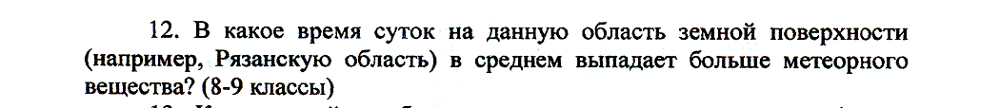 12. В какое время суток на данную область земной поверхности
(например, Рязанскую область) в среднем выпадает больше метеорного
вещества? (8-9 классы)